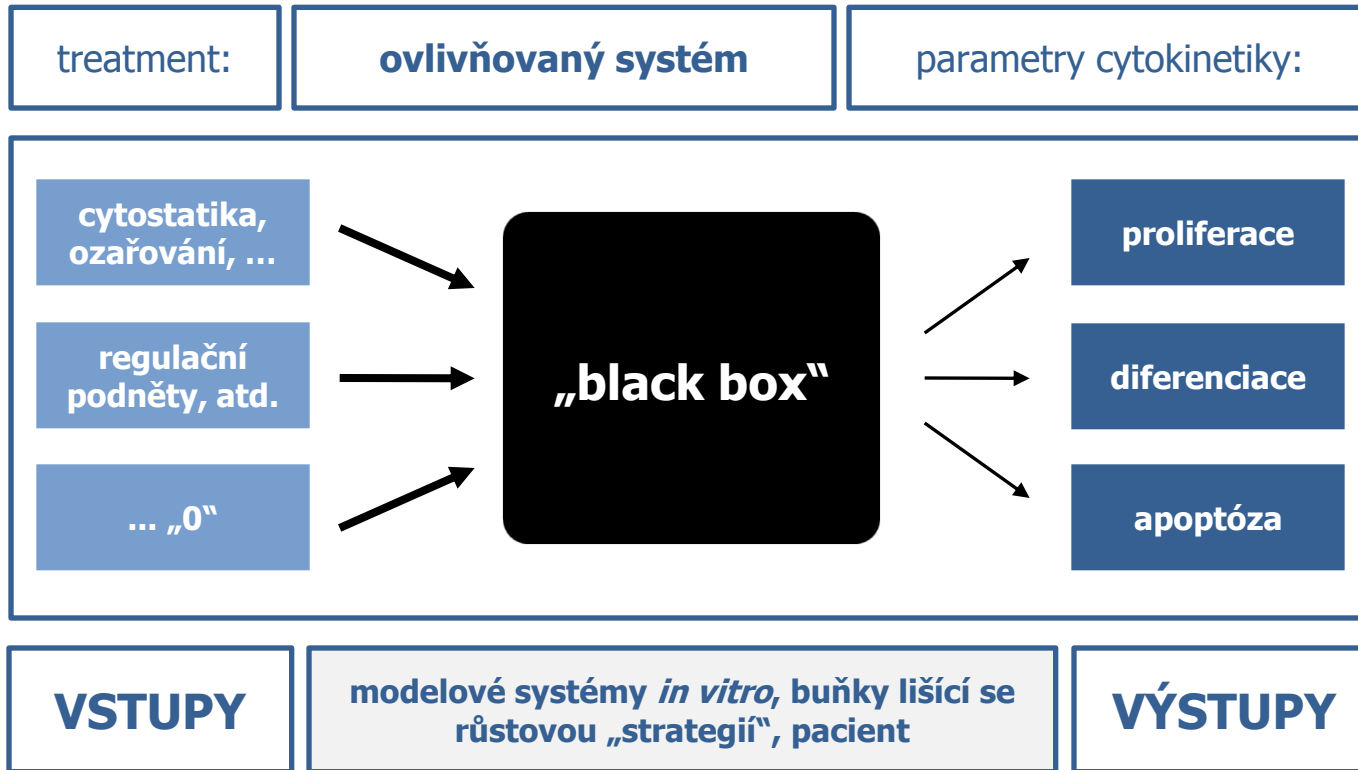 treatment:
ovlivňovaný systém
parametry cytokinetiky:
cytostatika,
ozařování, ...
regulační
podněty, atd.
... „0“
„black box“
proliferace
diferenciace
apoptóza
VSTUPY
modelové systémy in vitro, buňky lišící se
růstovou „strategií“, pacient
VÝSTUPY